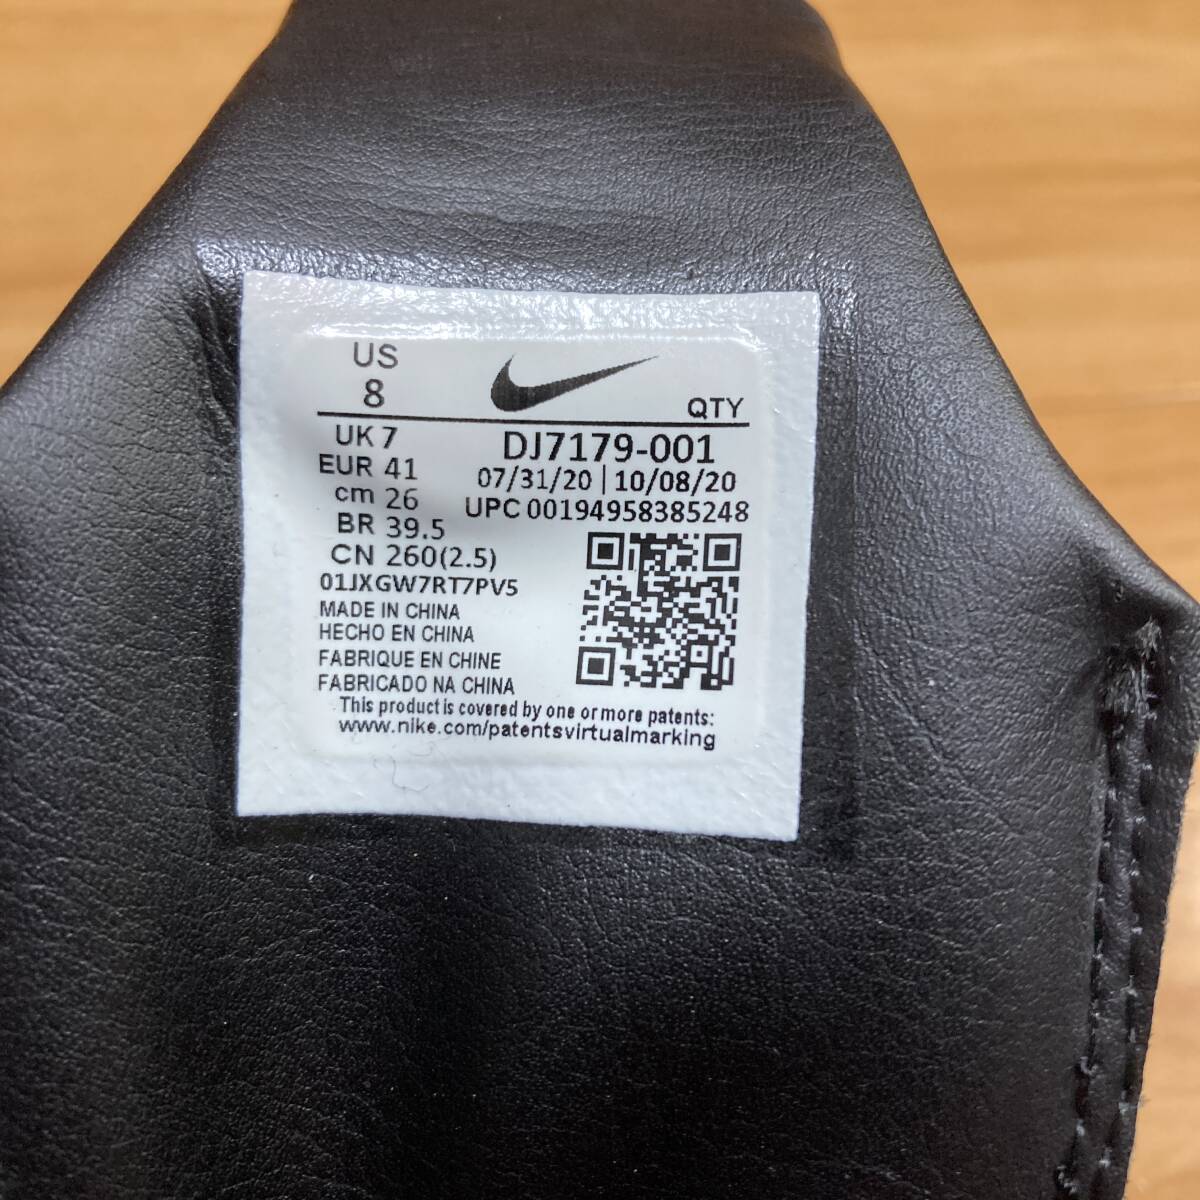 US
8
QTY
UK 7
EUR 41
cm 26
BR 39.5
CN 260(2.5)
DJ7179-001
07/31/20 | 10/08/20
UPC 00194958385248
01JXGW7RT7PV5
MADE IN CHINA
HECHO EN CHINA
FABRIQUE EN CHINE
FABRICADO NA CHINA
This product is covered by one or more patents:
www.nike.com/patentsvirtualmarking